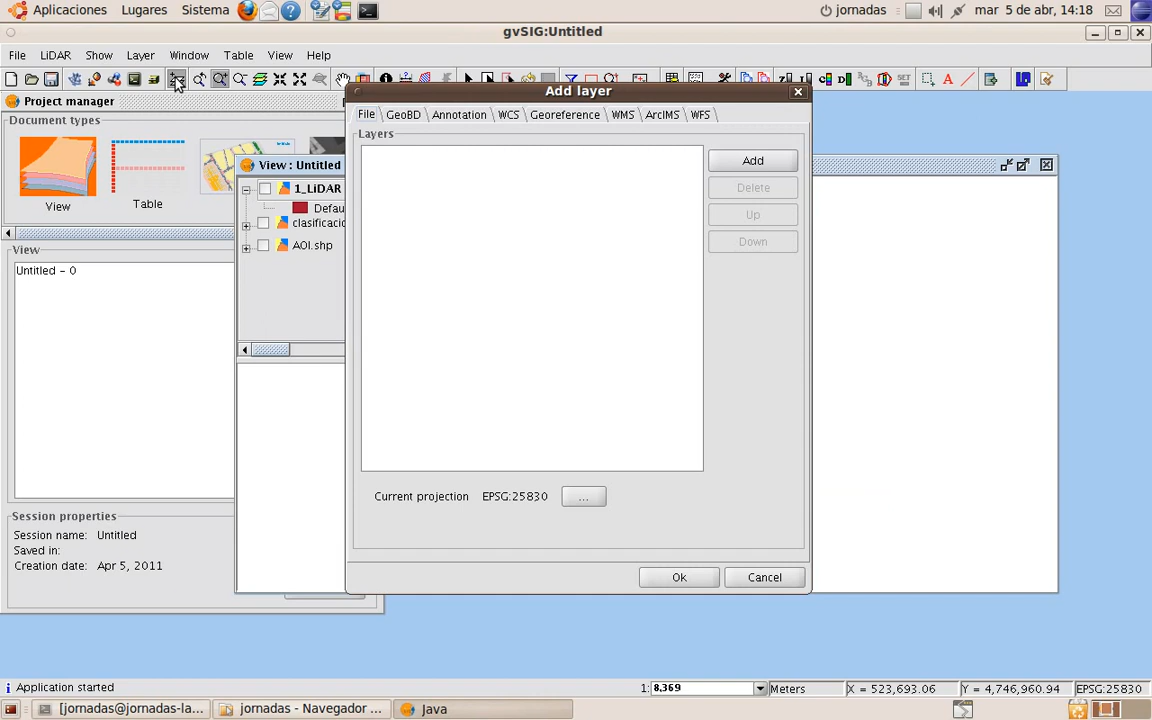 Aplicaciones Lugares Sistema jornadas mar 5 de abr, 14:18
gvSIG:Untitled
File LiDAR Show Layer Window Table View Help
Project manager
Document types
View
Table
View
Untitled - 0
Session properties
Session name: Untitled
Saved in:
Creation date: Apr 5, 2011
View : Untitled
1_LiDAR
Defau
clasificacio
AOI.shp
Add layer
File GeoBD Annotation WCS Georeference WMS ArcIMS WFS
Layers
Add
Delete
Up
Down
Current projection EPSG:25830 ...
Ok Cancel
Application started 1: 8,369 Meters X = 523,693.06 Y = 4,746,960.94 EPSG:25830
[jornadas@jornadas-la... jornadas - Navegador ... Java